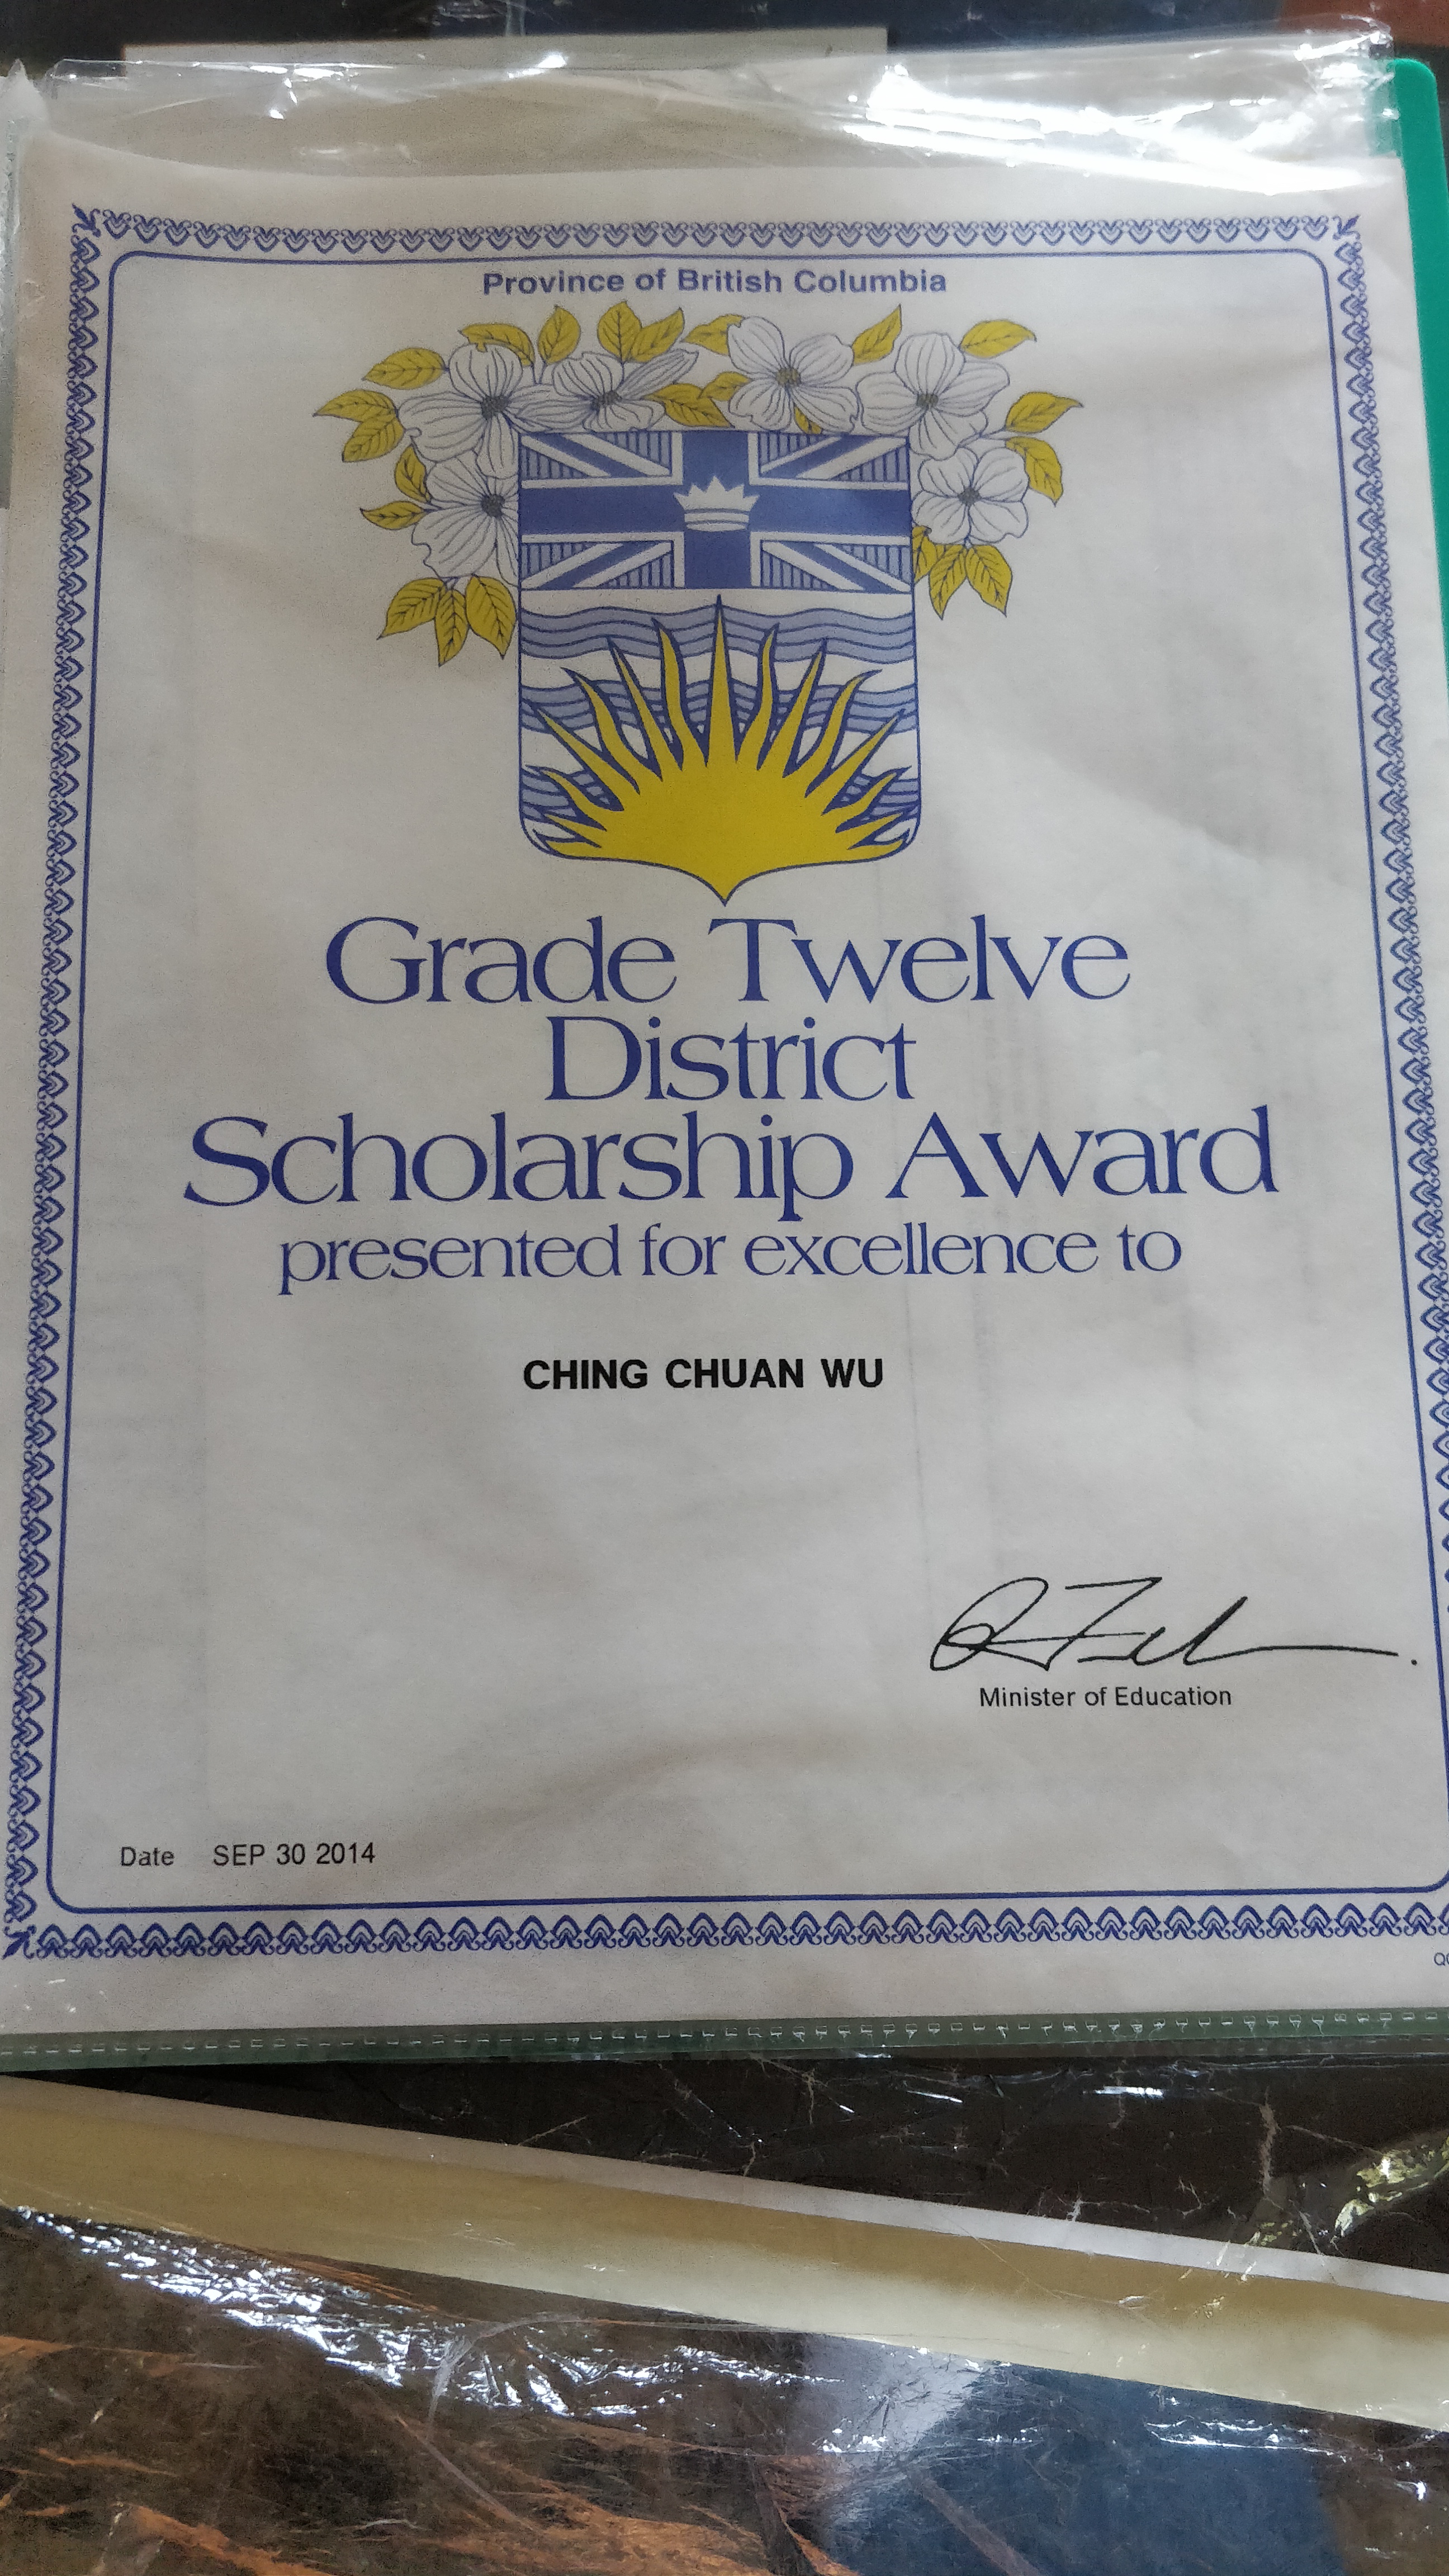 Province of British Columbia
Grade Twelve
District
Scholarship Award
presented for excellence to
CHING CHUAN WU
Minister of Education
Date SEP 30 2014